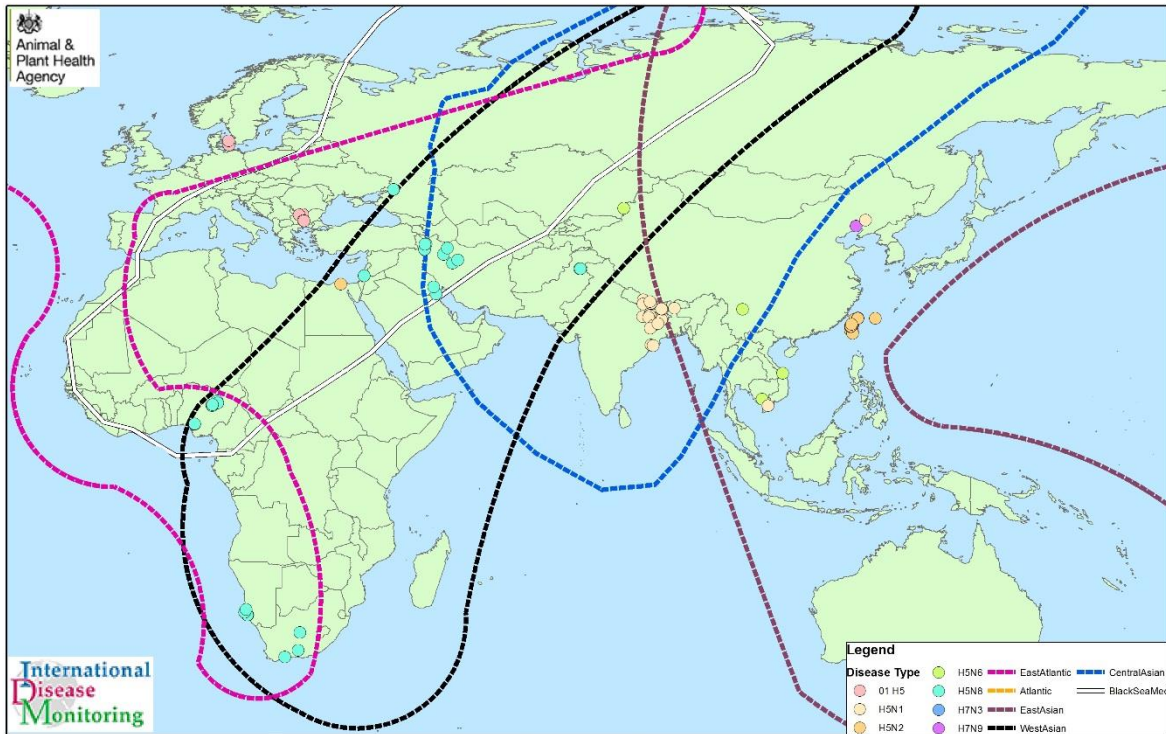 Animal &
Plant Health
Agency
International
Disease
Monitoring
Legend
Disease Type
01 H5
H5N1
H5N2
H5N6
H5N8
H7N3
H7N9
EastAtlantic
Atlantic
EastAsian
WestAsian
CentralAsian
BlackSeaMed